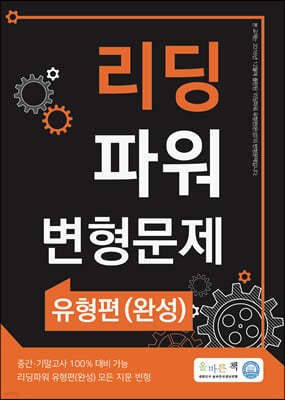 리딩
파워
변형문제
유형편(완성)
중간·기말고사 100% 대비 가능
리딩파워 유형편(완성) 모든 지문 변형
올바른 책